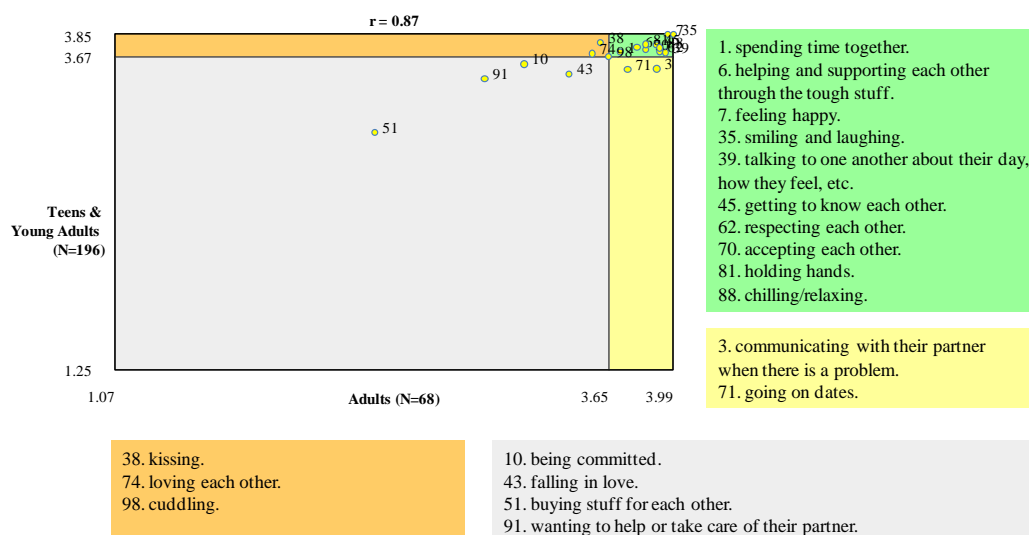 r = 0.87
3.85
3.67
1.25
Teens &
Young Adults
(N=196)
1.07
Adults (N=68)
3.65
3.99
38
74
98
1
6
35
7
10
91
43
71
3
51
1. spending time together.
6. helping and supporting each other
through the tough stuff.
7. feeling happy.
35. smiling and laughing.
39. talking to one another about their day,
how they feel, etc.
45. getting to know each other.
62. respecting each other.
70. accepting each other.
81. holding hands.
88. chilling/relaxing.
3. communicating with their partner
when there is a problem.
71. going on dates.
38. kissing.
74. loving each other.
98. cuddling.
10. being committed.
43. falling in love.
51. buying stuff for each other.
91. wanting to help or take care of their partner.